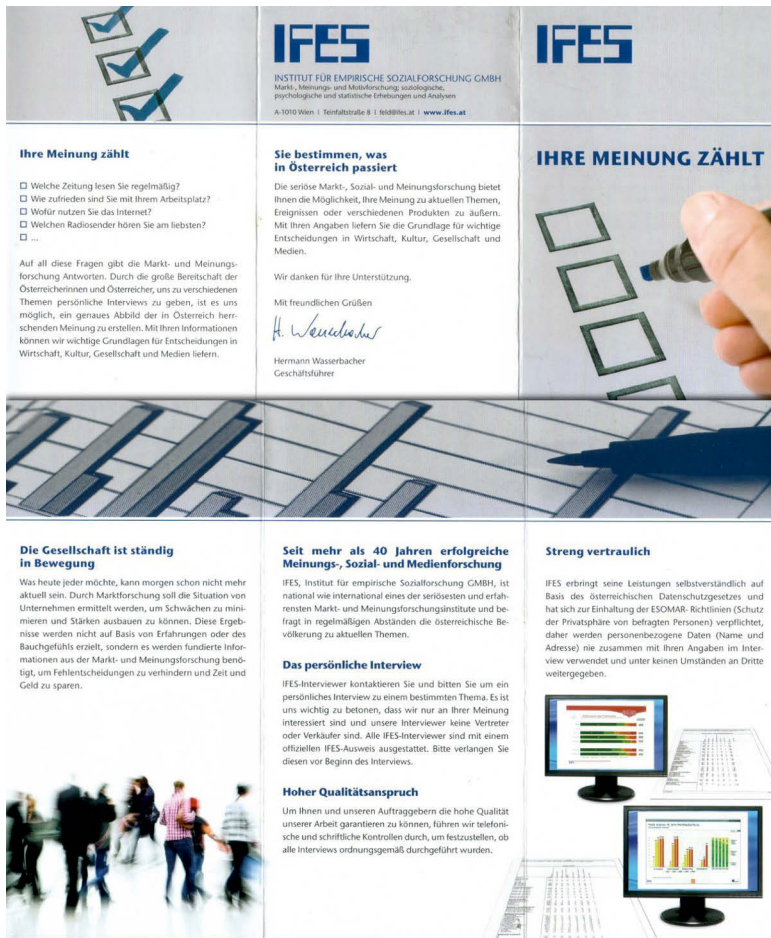 IFES
INSTITUT FÜR EMPIRISCHE SOZIALFORSCHUNG GMBH
Markt-, Meinungs- und Motivforschung; soziologische,
psychologische und statistische Erhebungen und Analysen
A-1010 Wien | Teinfaltstraße 8 | feld@ifes.at | www.ifes.at
IFES
IHRE MEINUNG ZÄHLT
Ihre Meinung zählt
Welche Zeitung lesen Sie regelmäßig?
Wie zufrieden sind Sie mit Ihrem Arbeitsplatz?
Wofür nutzen Sie das Internet?
Welchen Radiosender hören Sie am liebsten?
...
Auf all diese Fragen gibt die Markt- und Meinungs-
forschung Antworten. Durch die große Bereitschaft der
Österreicherinnen und Österreicher, uns zu verschiedenen
Themen persönliche Interviews zu geben, ist es uns
möglich, ein genaues Abbild der in Österreich herr-
schenden Meinung zu erstellen. Mit Ihren Informationen
können wir wichtige Grundlagen für Entscheidungen in
Wirtschaft, Kultur, Gesellschaft und Medien liefern.
Sie bestimmen, was
in Österreich passiert
Die seriöse Markt-, Sozial- und Meinungsforschung bietet
Ihnen die Möglichkeit, Ihre Meinung zu aktuellen Themen,
Ereignissen oder verschiedenen Produkten zu äußern.
Mit Ihren Angaben liefern Sie die Grundlage für wichtige
Entscheidungen in Wirtschaft, Kultur, Gesellschaft und
Medien.
Wir danken für Ihre Unterstützung.
Mit freundlichen Grüßen
H. Wasserbacher
Hermann Wasserbacher
Geschäftsführer
Die Gesellschaft ist ständig
in Bewegung
Was heute jeder möchte, kann morgen schon nicht mehr
aktuell sein. Durch Marktforschung soll die Situation von
Unternehmen ermittelt werden, um Schwächen zu mini-
mieren und Stärken ausbauen zu können. Diese Ergeb-
nisse werden nicht auf Basis von Erfahrungen oder des
Bauchgefühls erzielt, sondern es werden fundierte Infor-
mationen aus der Markt- und Meinungsforschung benö-
tigt, um Fehlentscheidungen zu verhindern und Zeit und
Geld zu sparen.
Seit mehr als 40 Jahren erfolgreiche
Meinungs-, Sozial- und Medienforschung
IFES, Institut für empirische Sozialforschung GMBH, ist
national wie international eines der seriösesten und erfah-
rensten Markt- und Meinungsforschungsinstitute und be-
fragt in regelmäßigen Abständen die österreichische Be-
völkerung zu aktuellen Themen.
Das persönliche Interview
IFES-Interviewer kontaktieren Sie und bitten Sie um ein
persönliches Interview zu einem bestimmten Thema. Es ist
uns wichtig zu betonen, dass wir nur an Ihrer Meinung
interessiert sind und unsere Interviewer keine Vertreter
oder Verkäufer sind. Alle IFES-Interviewer sind mit einem
offiziellen IFES-Ausweis ausgestattet. Bitte verlangen Sie
diesen vor Beginn des Interviews.
Hoher Qualitätsanspruch
Um Ihnen und unseren Auftraggebern die hohe Qualität
unserer Arbeit garantieren zu können, führen wir telefoni-
sche und schriftliche Kontrollen durch, um festzustellen, ob
alle Interviews ordnungsgemäß durchgeführt wurden.
Streng vertraulich
IFES erbringt seine Leistungen selbstverständlich auf
Basis des österreichischen Datenschutzgesetzes und
hat sich zur Einhaltung der ESOMAR- Richtlinien (Schutz
der Privatsphäre von befragten Personen) verpflichtet,
daher werden personenbezogene Daten (Name und
Adresse) nie zusammen mit Ihren Angaben im Inter-
view verwendet und unter keinen Umständen an Dritte
weitergegeben.